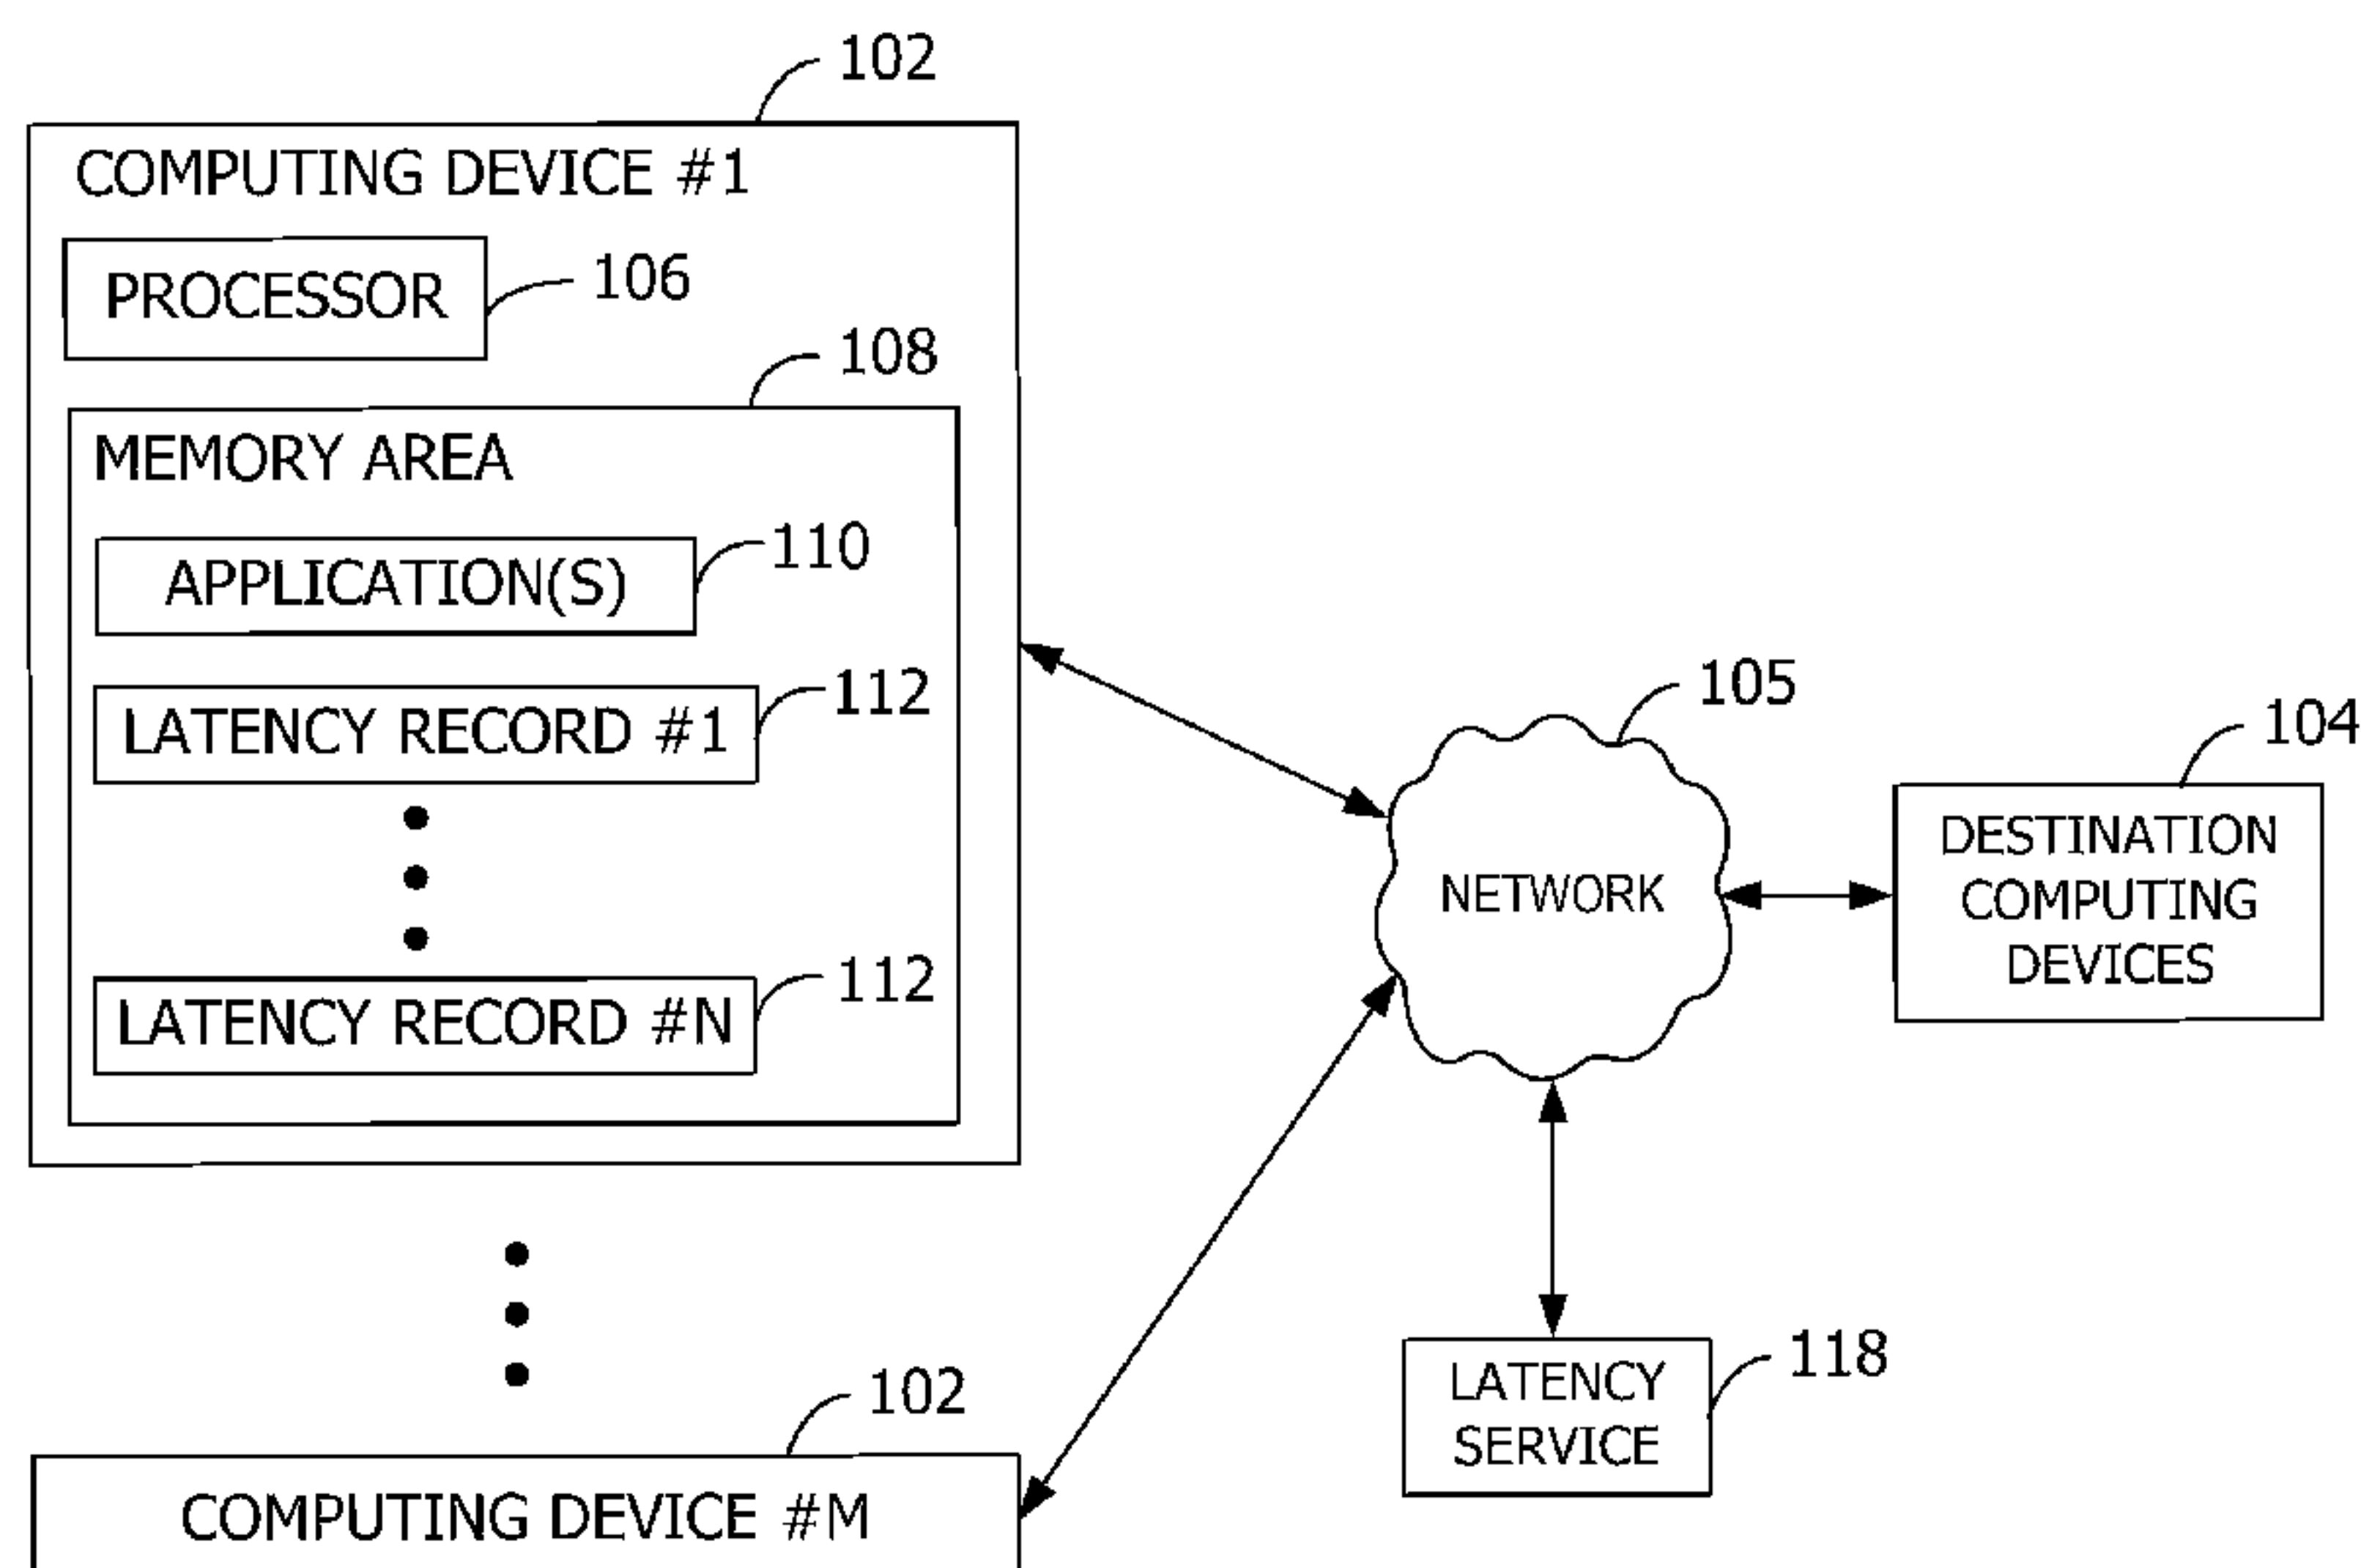 102
COMPUTING DEVICE #1
PROCESSOR
106
108
MEMORY AREA
110
APPLICATION(S)
112
LATENCY RECORD #1
112
LATENCY RECORD #N
105
NETWORK
104
DESTINATION
COMPUTING
DEVICES
118
LATENCY
SERVICE
102
COMPUTING DEVICE #M